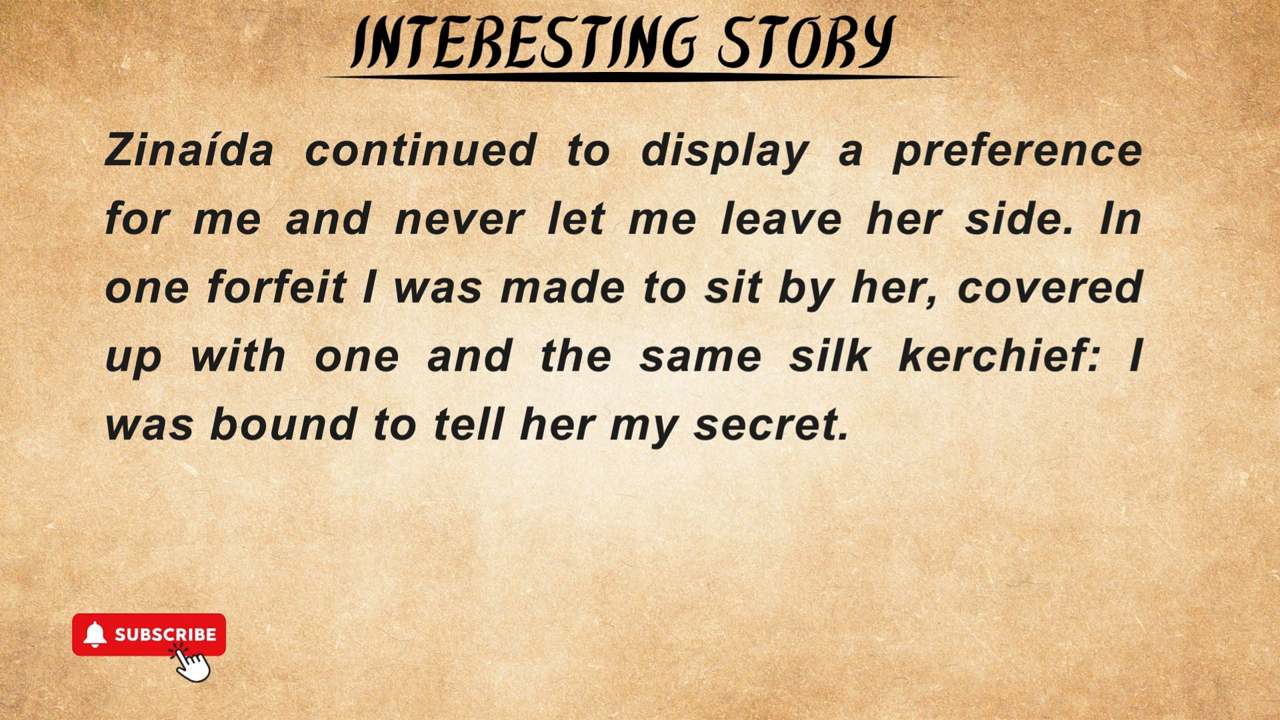 INTERESTING STORY
Zinaída continued to display a preference
for me and never let me leave her side. In
one forfeit I was made to sit by her, covered
up with one and the same silk kerchief: I
was bound to tell her my secret.
SUBSCRIBE